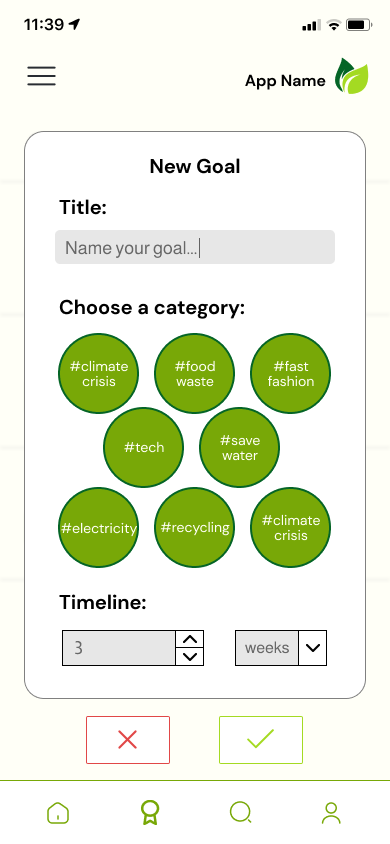 11:39
App Name
New Goal
Title:
Name your goal...
Choose a category:
#climate
crisis
#food
waste
#fast
fashion
#tech
#save
water
#electricity
#recycling
#climate
crisis
Timeline:
3
weeks